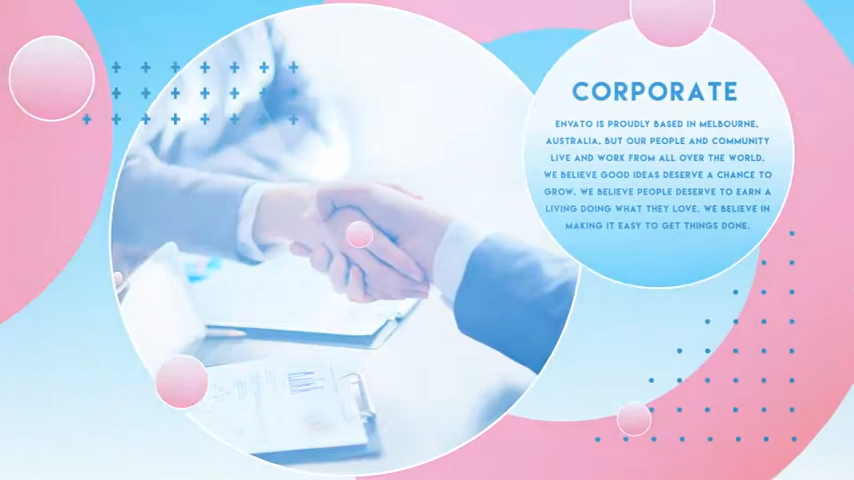 CORPORATE
ENVATO IS PROUDLY BASED IN MELBOURNE,
AUSTRALIA, BUT OUR PEOPLE AND COMMUNITY
LIVE AND WORK FROM ALL OVER THE WORLD.
WE BELIEVE GOOD IDEAS DESERVE A CHANCE TO
GROW. WE BELIEVE PEOPLE DESERVE TO EARN A
LIVING DOING WHAT THEY LOVE. WE BELIEVE IN
MAKING IT EASY TO GET THINGS DONE.